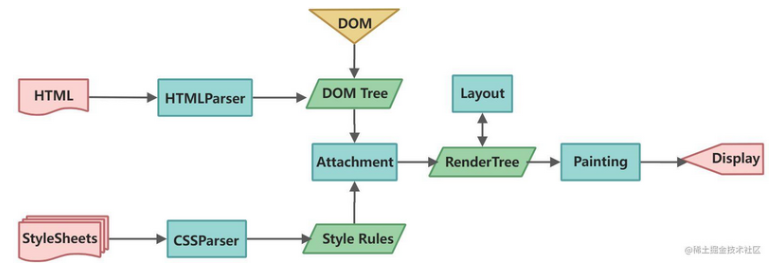 DOM
HTML
HTMLParser
DOM Tree
Layout
Attachment
RenderTree
Painting
Display
StyleSheets
CSSParser
Style Rules
@稀土掘金技术社区